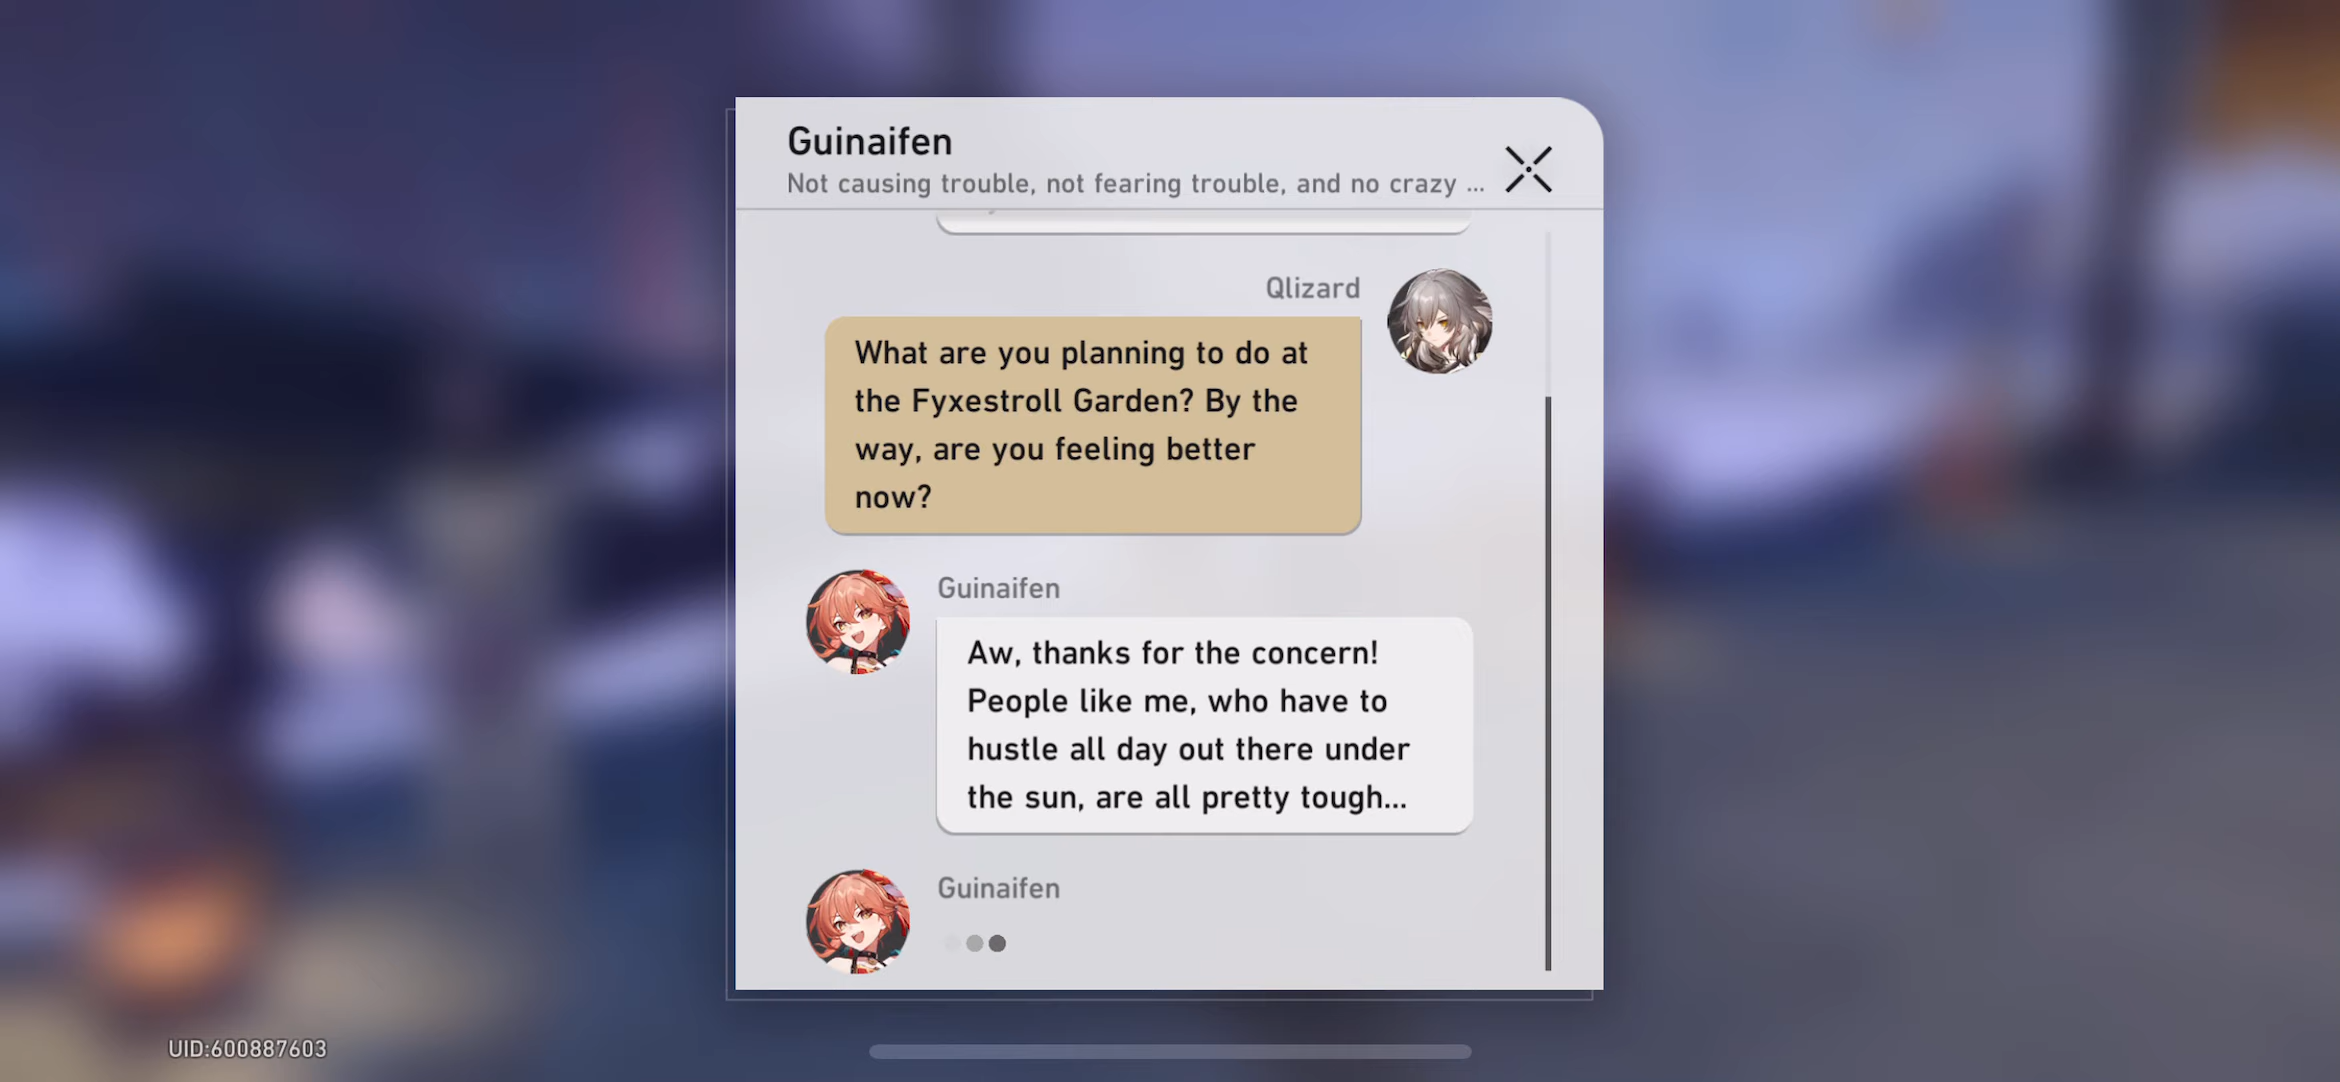 Guinaifen
Not causing trouble, not fearing trouble, and no crazy ...
Qlizard
What are you planning to do at
the Fyxestroll Garden? By the
way, are you feeling better
now?
Guinaifen
Aw, thanks for the concern!
People like me, who have to
hustle all day out there under
the sun, are all pretty tough...
Guinaifen
UID:600887603